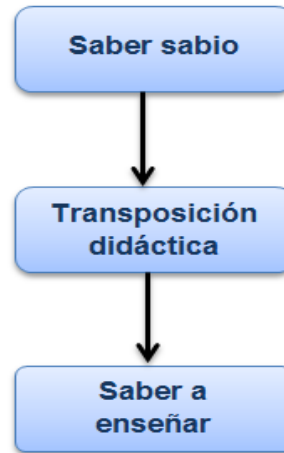 Saber sabio
Transposición
didáctica
Saber a
enseñar